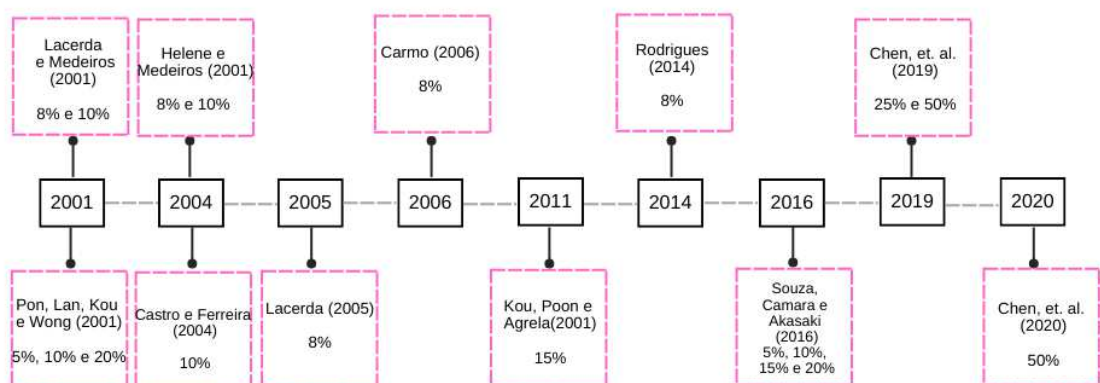 Lacerda
e Medeiros
(2001)
8% e 10%
Helene e
Medeiros (2001)
8% e 10%
Carmo (2006)
8%
Rodrigues
(2014)
8%
Chen, et. al.
(2019)
25% e 50%
2001
2004
2005
2006
2011
2014
2016
2019
2020
Pon, Lan, Kou
e Wong (2001)
5%, 10% e 20%
Castro e Ferreira
(2004)
10%
Lacerda (2005)
8%
Kou, Poon e
Agrela(2001)
15%
Souza,
Camara e
Akasaki
(2016)
5%, 10%,
15% e 20%
Chen, et. al.
(2020)
50%